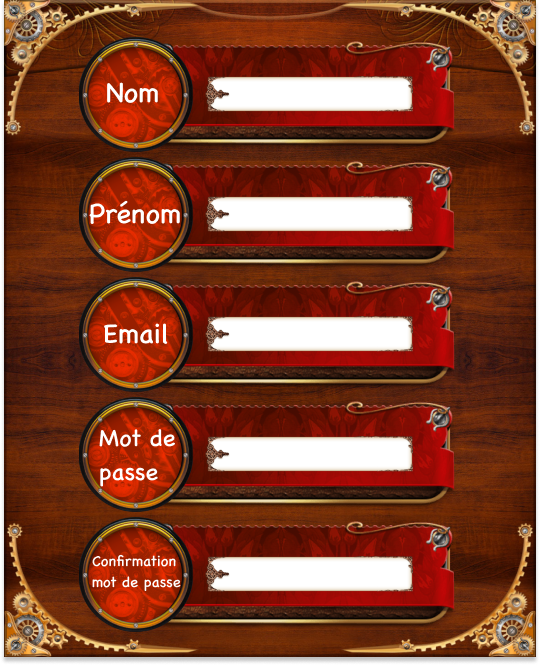 Nom
Prénom
Email
Mot de
passe
Confirmation
mot de passe